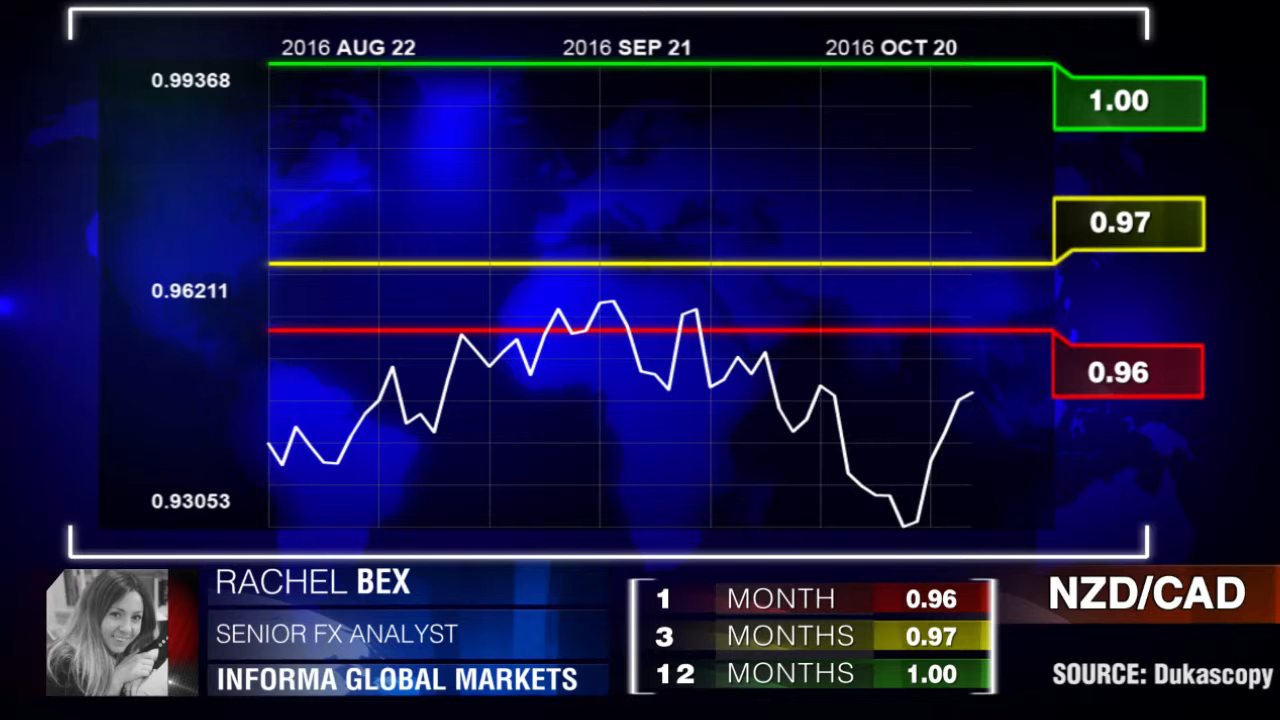 2016 AUG 22 2016 SEP 21 2016 OCT 20
0.99368
1.00
0.97
0.96211
0.96
0.93053
RACHEL BEX
SENIOR FX ANALYST
INFORMA GLOBAL MARKETS
1 MONTH 0.96
3 MONTHS 0.97
12 MONTHS 1.00
NZD/CAD
SOURCE: Dukascopy